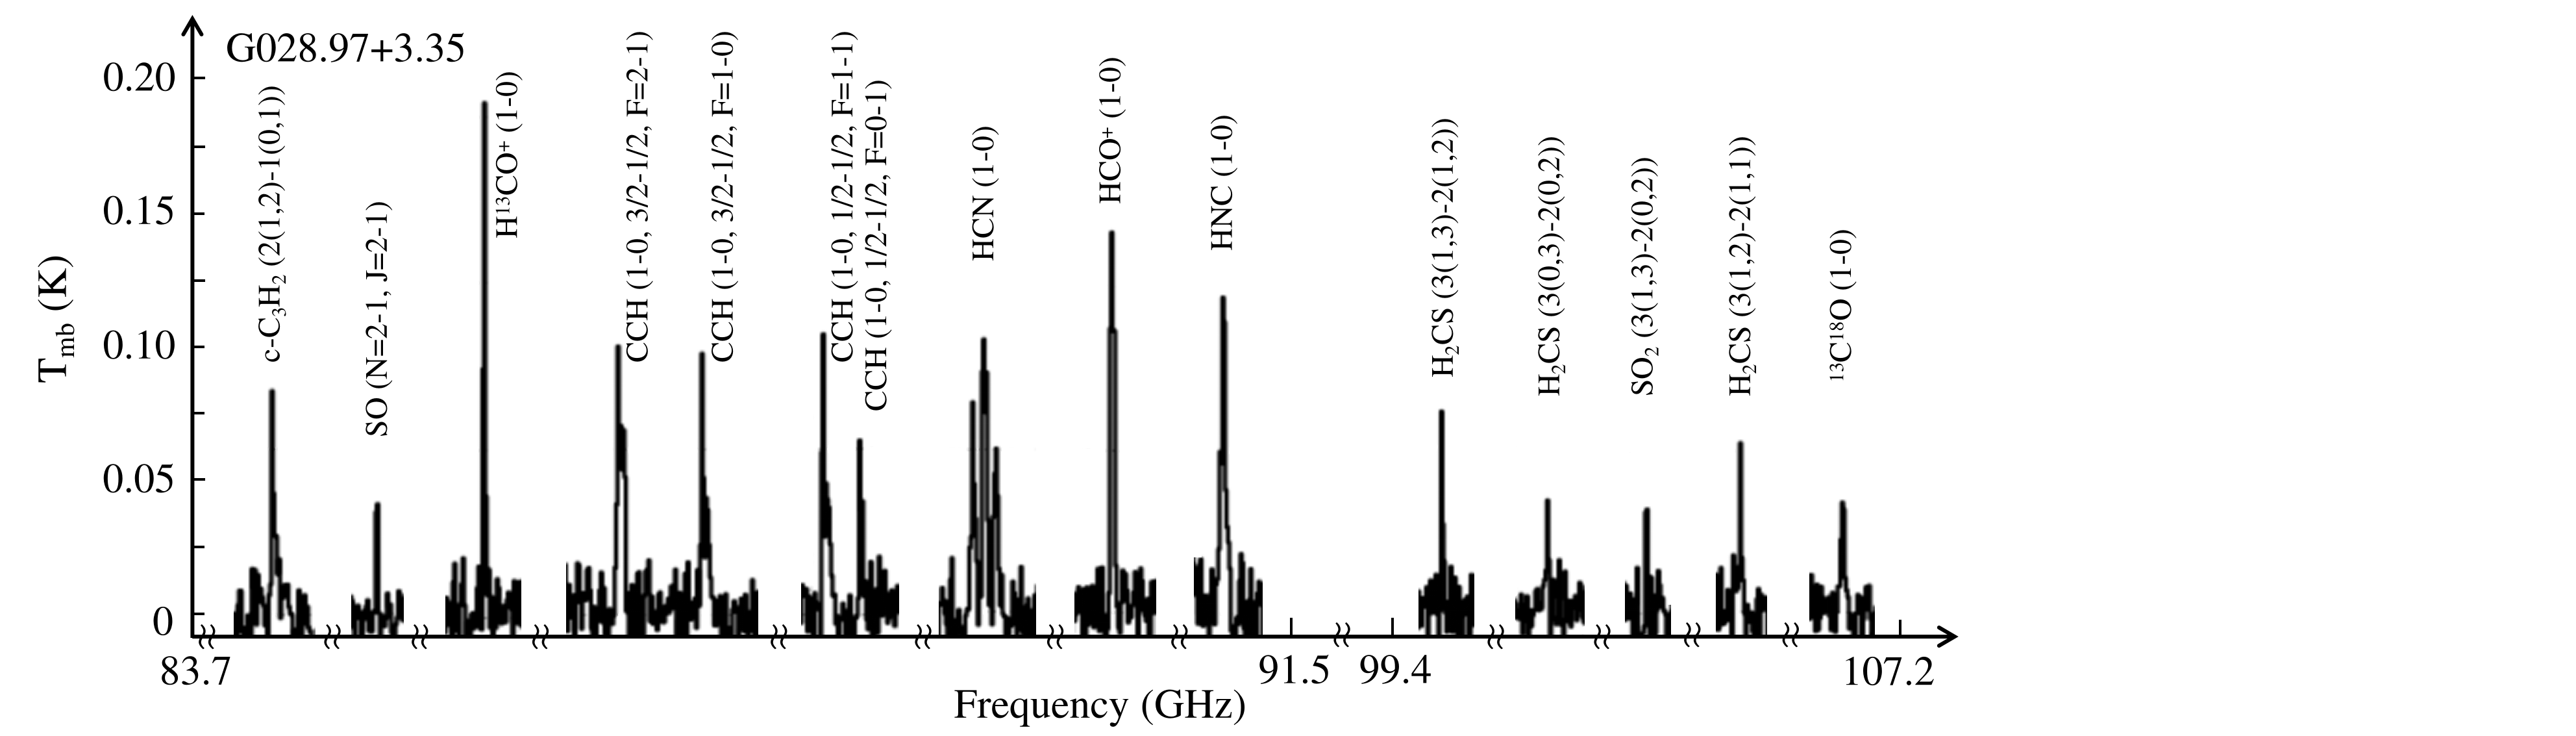 G028.97+3.35
0.20
0.15
0.10
0.05
0
T_mb (K)
c-C₃H₂ (2(1,2)-1(0,1))
SO (N=2-1, J=2-1)
H¹³CO⁺ (1-0)
CCH (1-0, 3/2-1/2, F=2-1)
CCH (1-0, 3/2-1/2, F=1-0)
CCH (1-0, 1/2-1/2, F=1-1)
CCH (1-0, 1/2-1/2, F=0-1)
HCN (1-0)
HCO⁺ (1-0)
HNC (1-0)
H₂CS (3(1,3)-2(1,2))
H₂CS (3(0,3)-2(0,2))
SO₂ (3(1,3)-2(0,2))
H₂CS (3(1,2)-2(1,1))
¹³C¹⁸O (1-0)
83.7
91.5
99.4
107.2
Frequency (GHz)